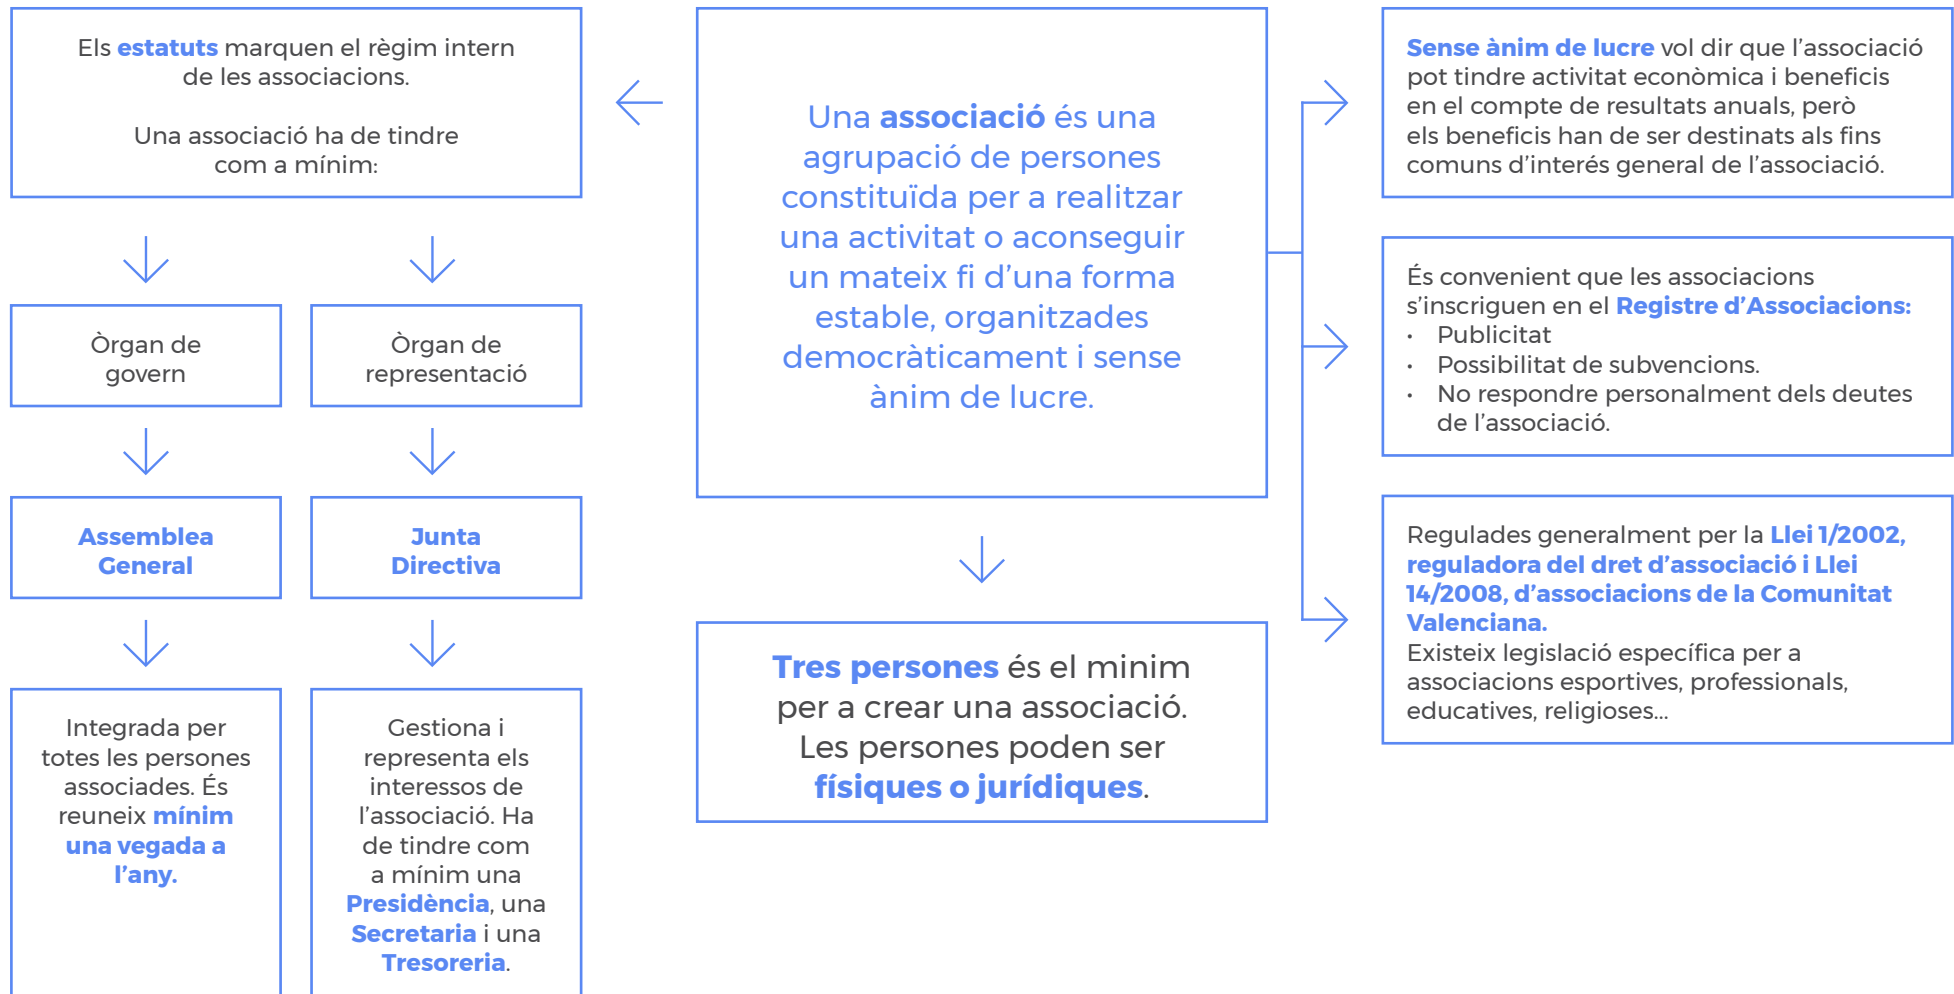 Els estatuts marquen el règim intern
de les associacions.
Una associació ha de tindre
com a mínim:
Òrgan de
govern
Òrgan de
representació
Assemblea
General
Junta
Directiva
Integrada per
totes les persones
associades. És
reuneix mínim
una vegada a
l’any.
Gestiona i
representa els
interessos de
l’associació. Ha
de tindre com
a mínim una
Presidència, una
Secretaria i una
Tresoreria.
Una associació és una
agrupació de persones
constituïda per a realitzar
una activitat o aconseguir
un mateix fi d’una forma
estable, organitzades
democràticament i sense
ànim de lucre.
Tres persones és el minim
per a crear una associació.
Les persones poden ser
físiques o jurídiques.
Sense ànim de lucre vol dir que l’associació
pot tindre activitat econòmica i beneficis
en el compte de resultats anuals, però
els beneficis han de ser destinats als fins
comuns d’interés general de l’associació.
És convenient que les associacions
s’inscriguen en el Registre d’Associacions:
• Publicitat
• Possibilitat de subvencions.
• No respondre personalment dels deutes
de l’associació.
Regulades generalment per la Llei 1/2002,
reguladora del dret d’associació i Llei
14/2008, d’associacions de la Comunitat
Valenciana.
Existeix legislació específica per a
associacions esportives, professionals,
educatives, religioses...